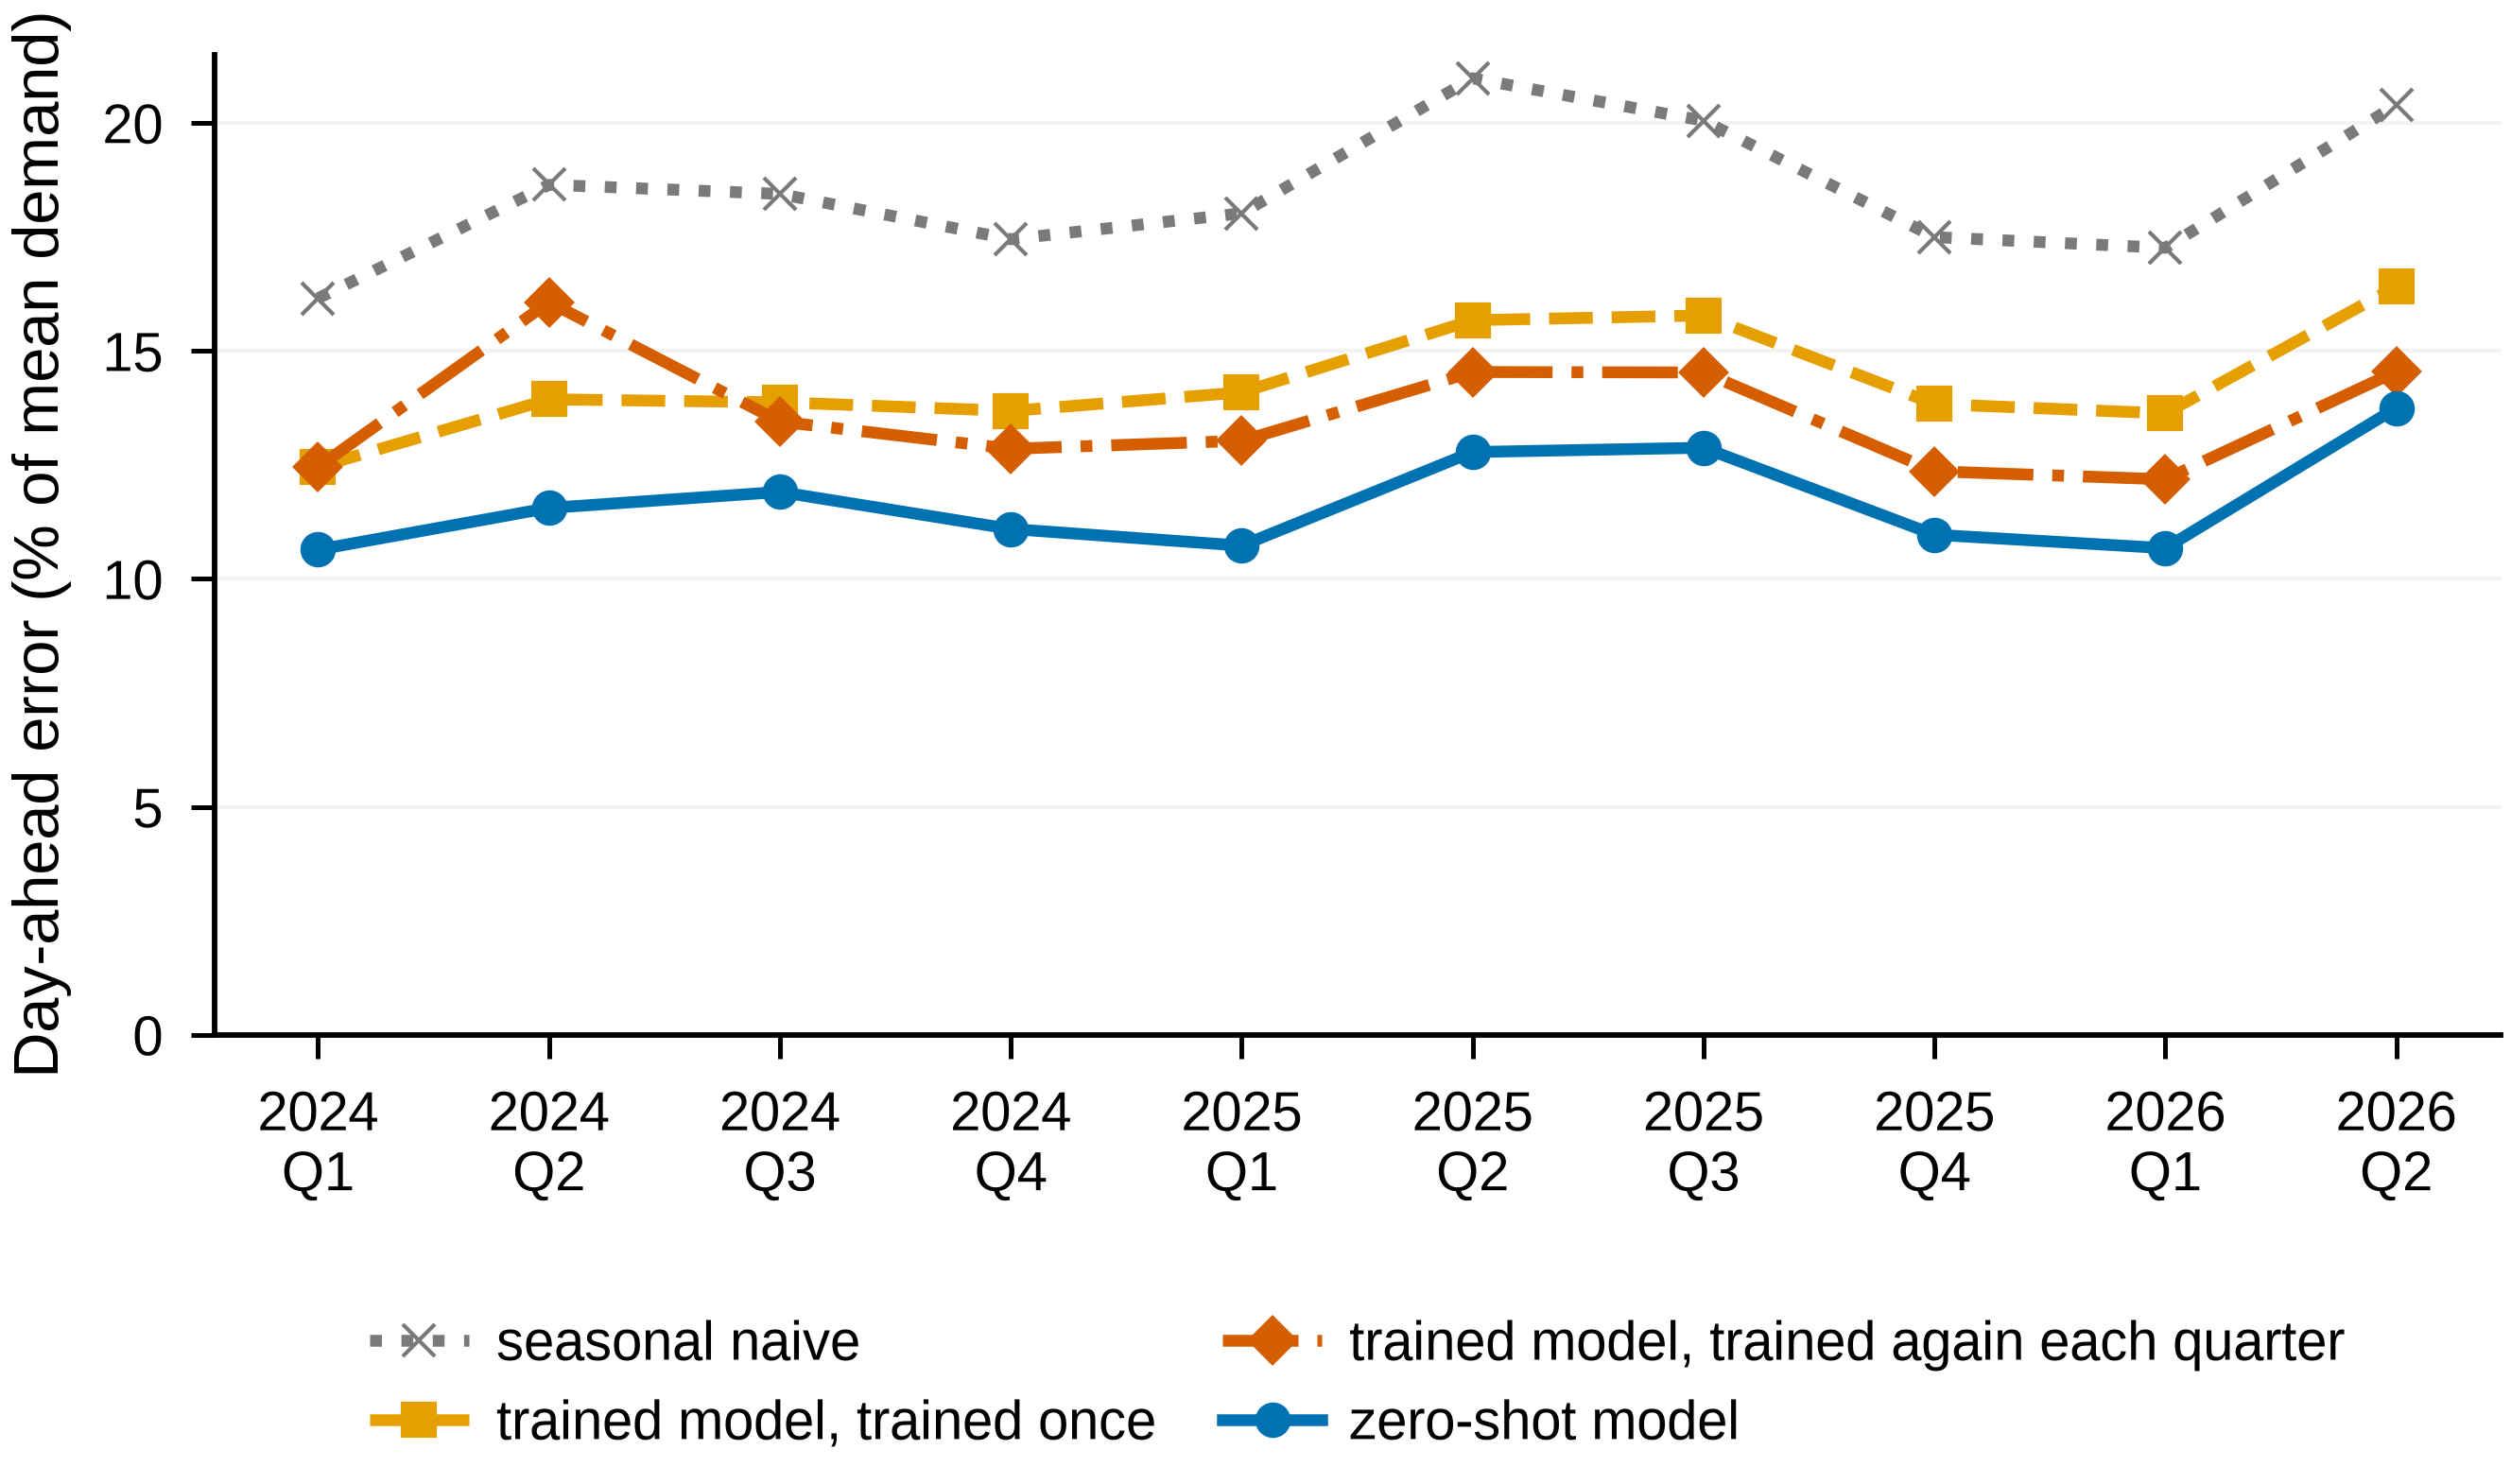 Day-ahead error (% of mean demand)
20
15
10
5
0
2024 2024 2024 2024 2025 2025 2025 2025 2026 2026
Q1 Q2 Q3 Q4 Q1 Q2 Q3 Q4 Q1 Q2
seasonal naive
trained model, trained once
trained model, trained again each quarter
zero-shot model